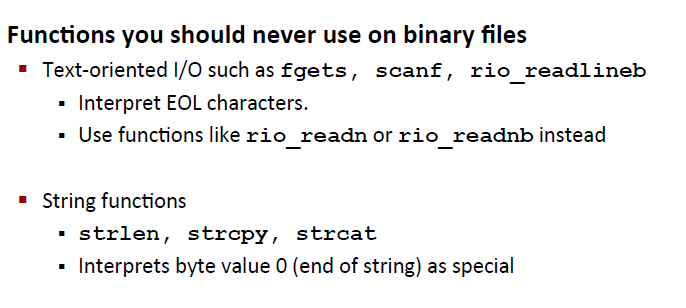 Functions you should never use on binary files
▪ Text-oriented I/O such as fgets, scanf, rio_readlineb
▪ Interpret EOL characters.
▪ Use functions like rio_readn or rio_readnb instead
▪ String functions
▪ strlen, strcpy, strcat
▪ Interprets byte value 0 (end of string) as special